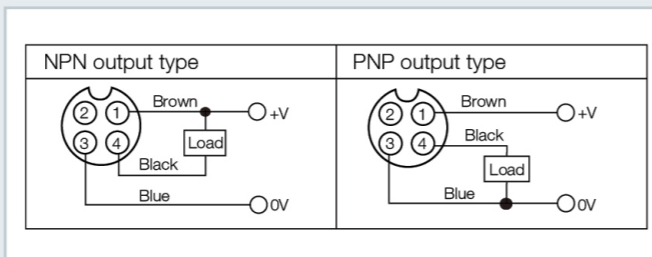 NPN output type
2 1 Brown +V
3 4 Load
Black
Blue 0V
PNP output type
2 1 Brown +V
3 4 Black
Load
Blue 0V